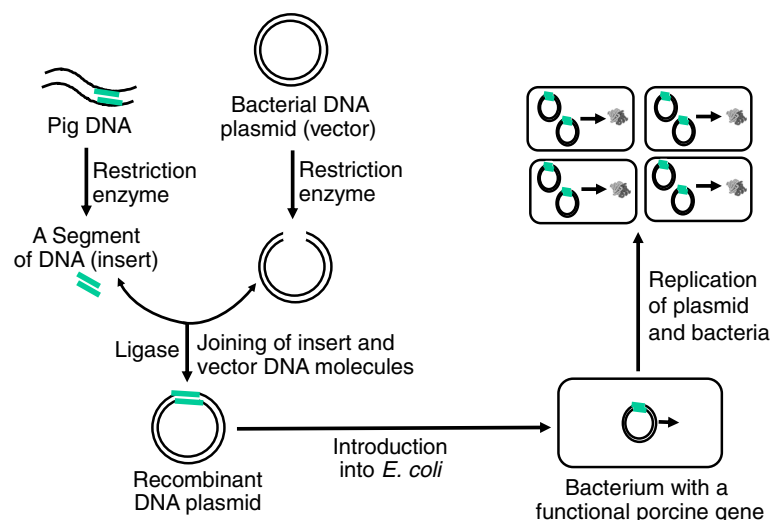 Pig DNA
Bacterial DNA
plasmid (vector)
Restriction
enzyme
Restriction
enzyme
A Segment
of DNA (insert)
Ligase
Joining of insert and
vector DNA molecules
Recombinant
DNA plasmid
Introduction
into E. coli
Replication
of plasmid
and bacteria
Bacterium with a
functional porcine gene